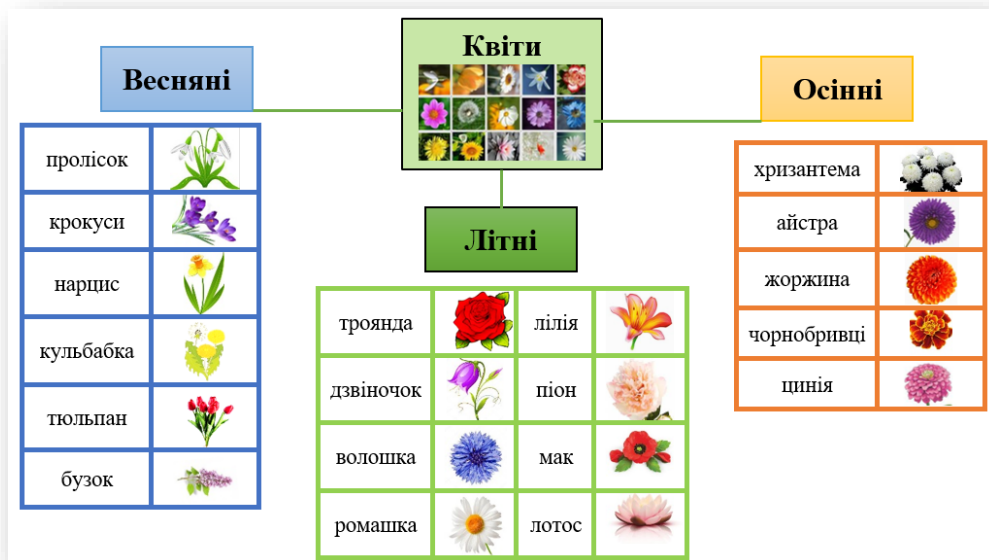 Квіти
Весняні
пролісок
крокуси
нарцис
кульбабка
тюльпан
бузок
Літні
троянда
лілія
дзвіночок
піон
волошка
мак
ромашка
лотос
Осінні
хризантема
айстра
жоржина
чорнобривці
цинія